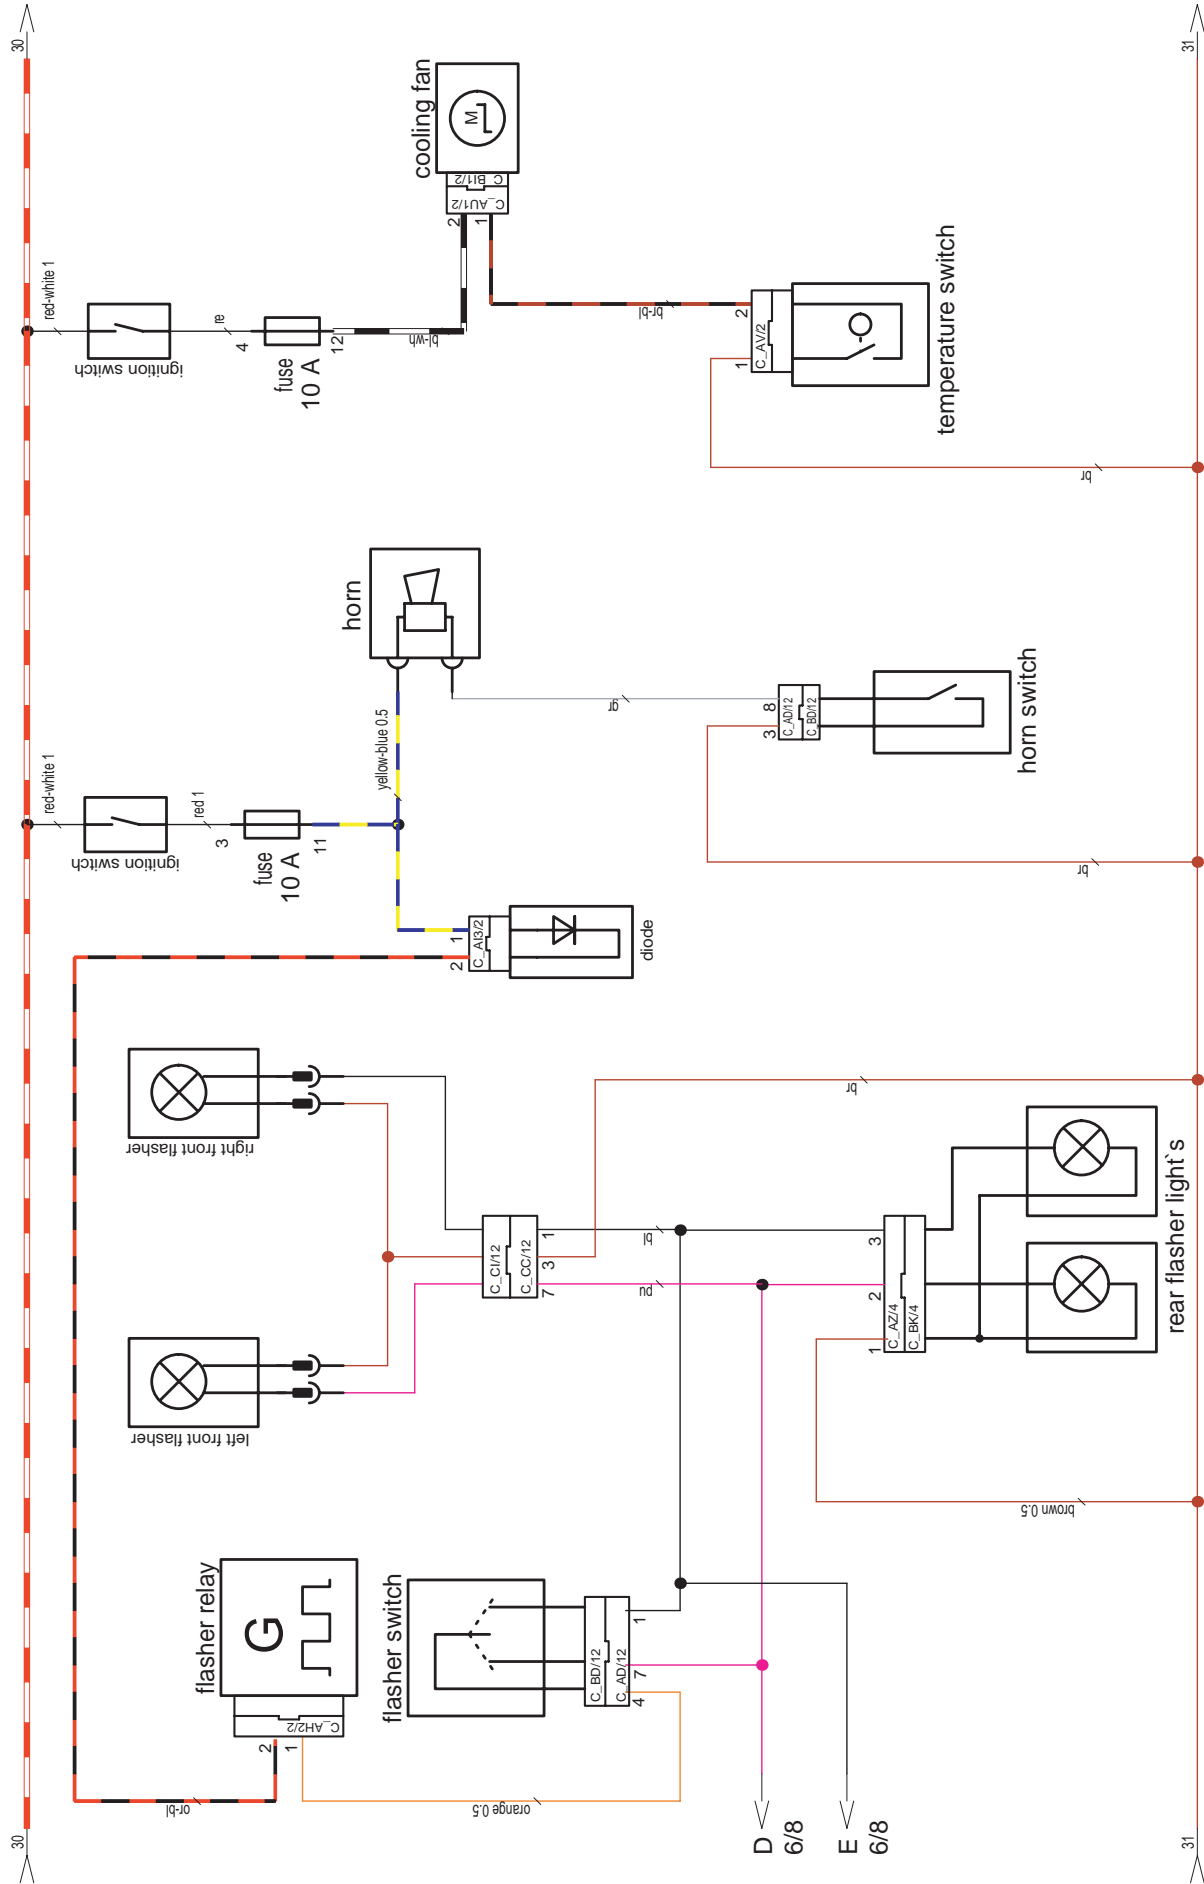 30
30
31
31
red-white 1
ignition switch
re
4
fuse
10 A
12
bl-wh
cooling fan
M
C_BI1/2
C_AU1/2
2
1
br-bl
2
1
C_AV/2
temperature switch
br
red-white 1
ignition switch
red 1
3
fuse
10 A
11
yellow-blue 0.5
horn
gr
8
3
C_AD/12
C_BD/12
horn switch
br
1
2
C_AI3/2
diode
right front flasher
left front flasher
C_CI/12
C_CC/12
1
3
7
bl
pu
br
3
2
1
C_AZ/4
C_BK/4
rear flasher light`s
brown 0.5
flasher relay
G
C_AH2/2
2
1
or-bl
orange 0.5
flasher switch
C_BD/12
C_AD/12
1
7
4
D
6/8
E
6/8